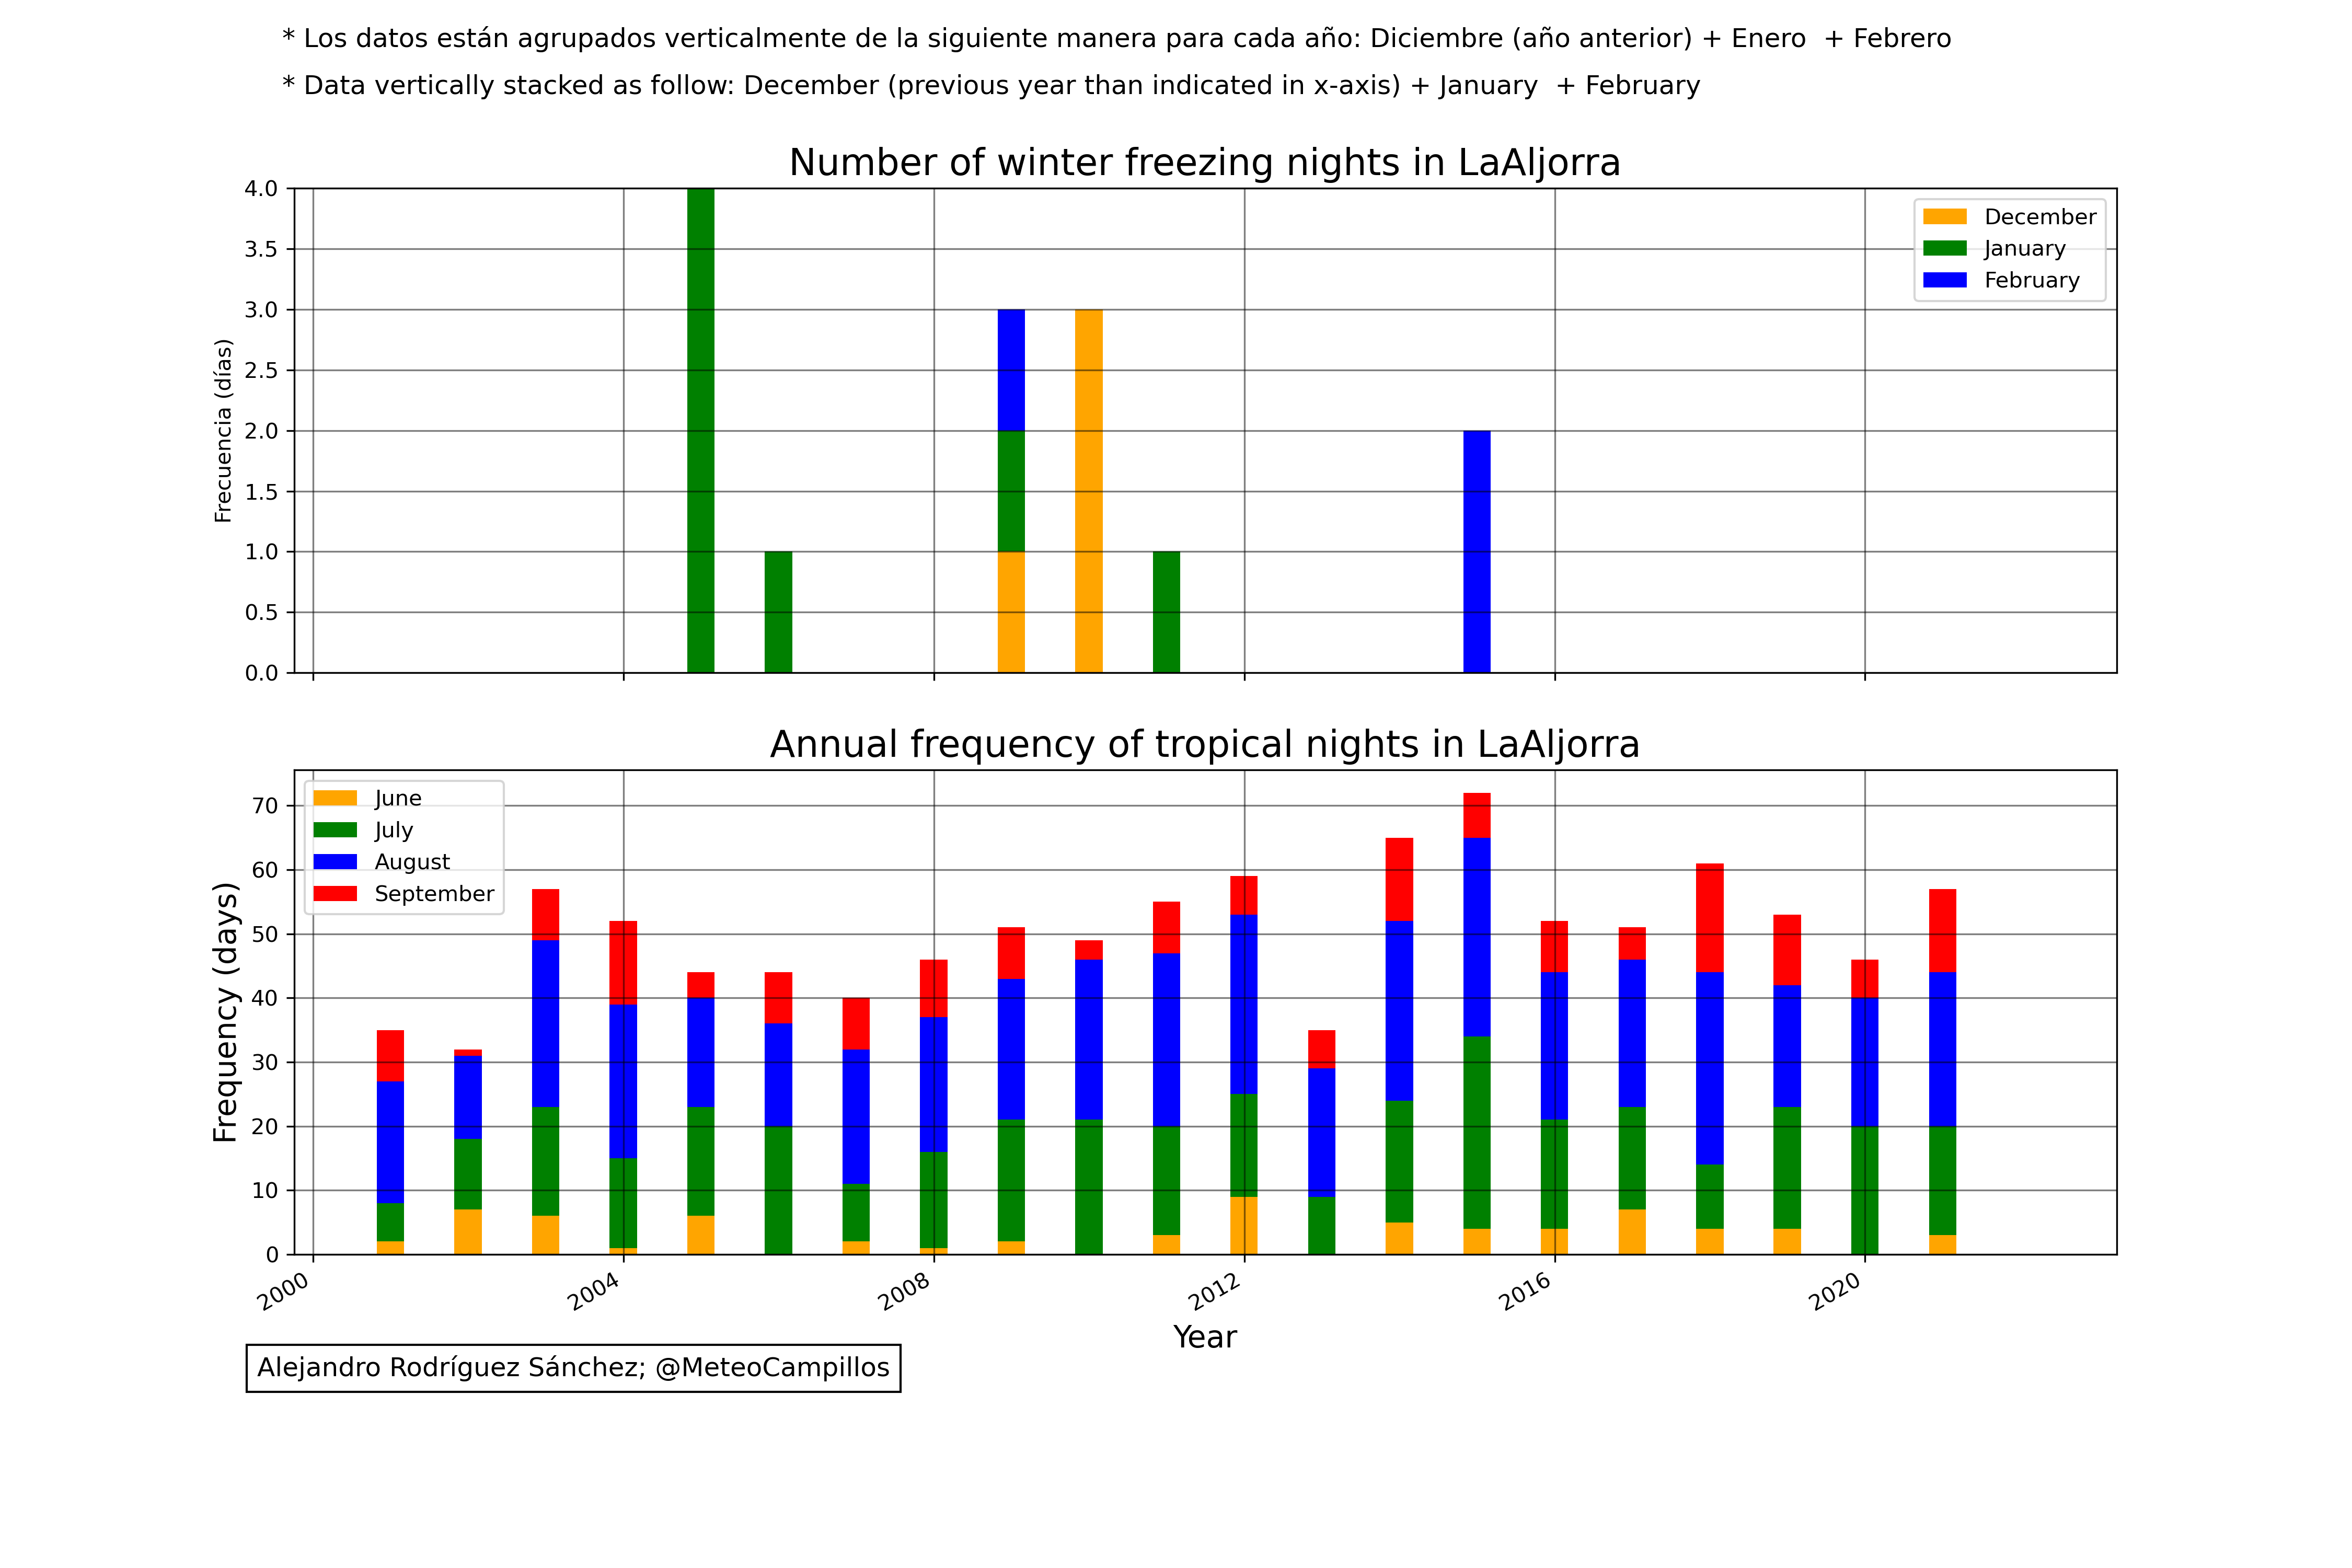 * Los datos están agrupados verticalmente de la siguiente manera para cada año: Diciembre (año anterior) + Enero  + Febrero
* Data vertically stacked as follow: December (previous year than indicated in x-axis) + January  + February
Number of winter freezing nights in LaAljorra
Frecuencia (días)
4.0
3.5
3.0
2.5
2.0
1.5
1.0
0.5
0.0
December
January
February
Annual frequency of tropical nights in LaAljorra
Frequency (days)
70
60
50
40
30
20
10
0
June
July
August
September
2000
2004
2008
2012
2016
2020
Year
Alejandro Rodríguez Sánchez; @MeteoCampillos